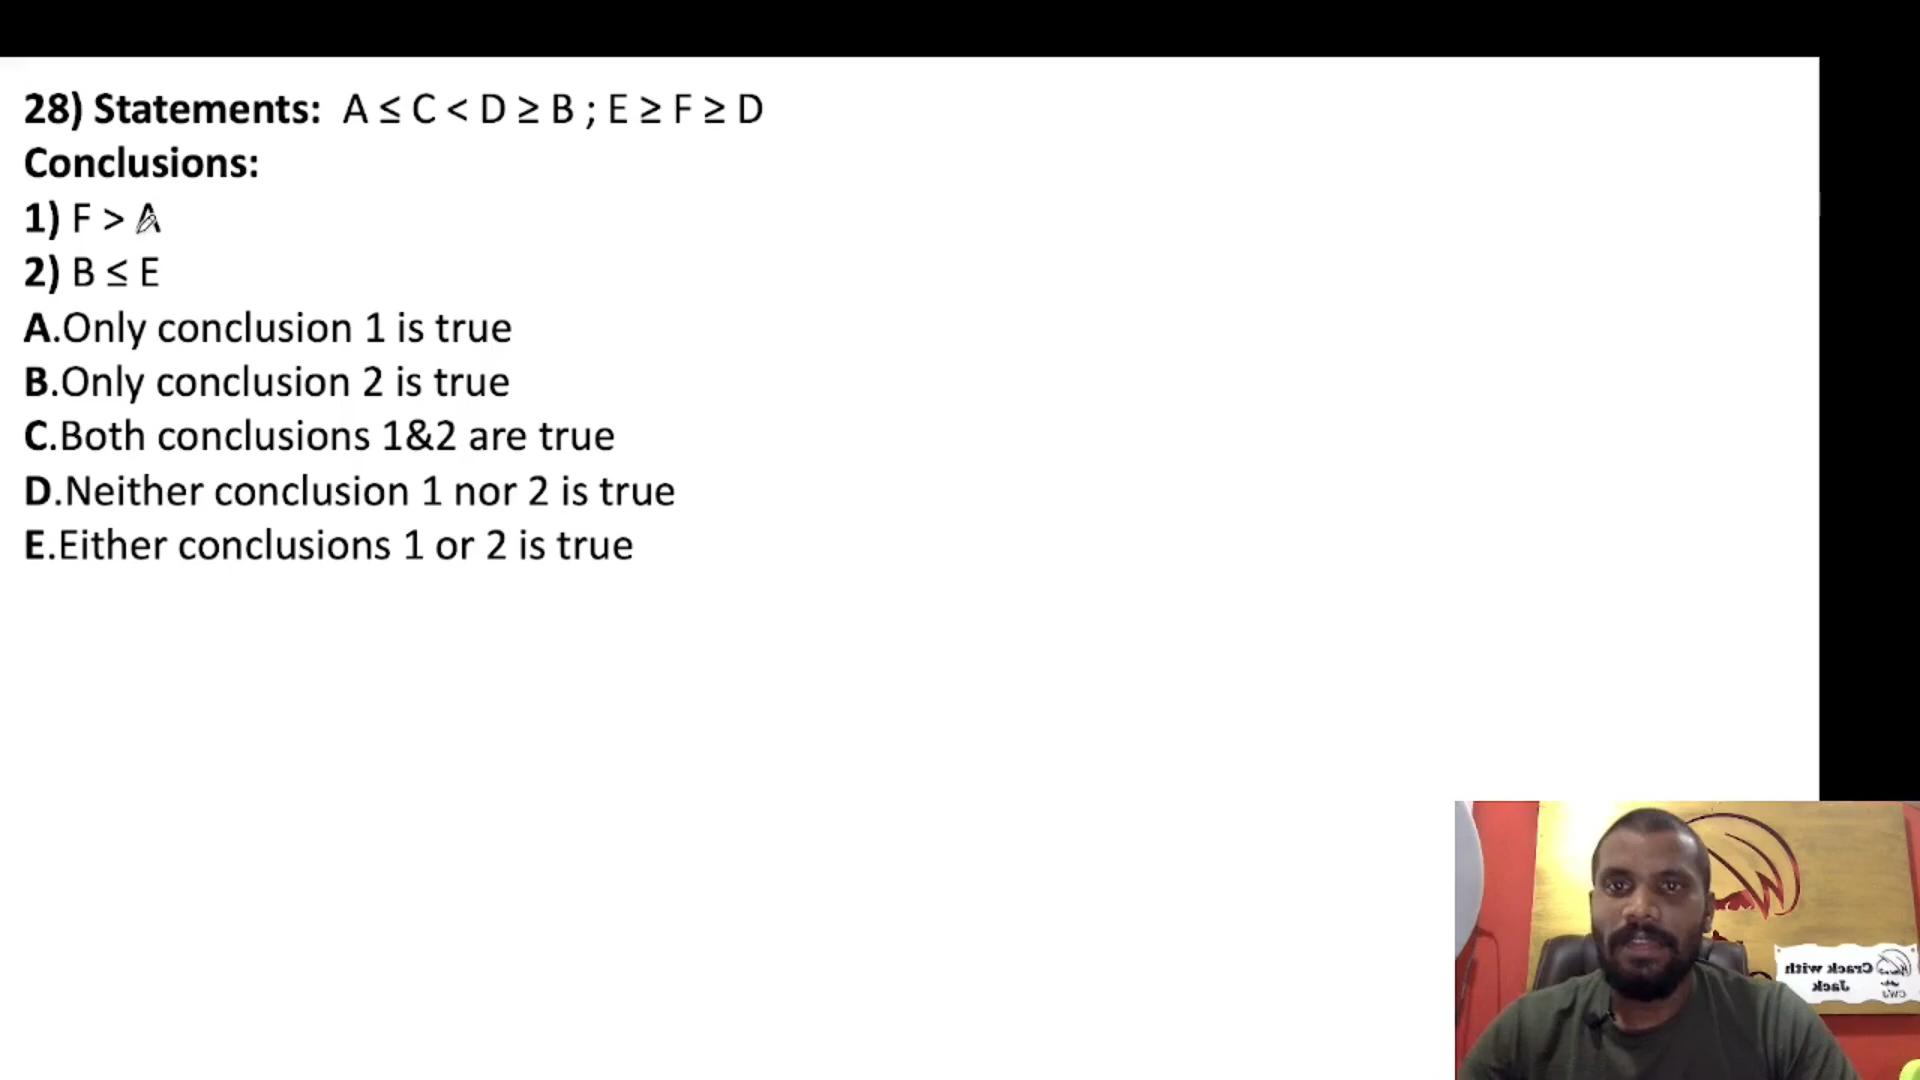 28) Statements: A ≤ C < D ≥ B ; E ≥ F ≥ D
Conclusions:
1) F > A
2) B ≤ E
A.Only conclusion 1 is true
B.Only conclusion 2 is true
C.Both conclusions 1&2 are true
D.Neither conclusion 1 nor 2 is true
E.Either conclusions 1 or 2 is true
Crack with
Jack
CWJ